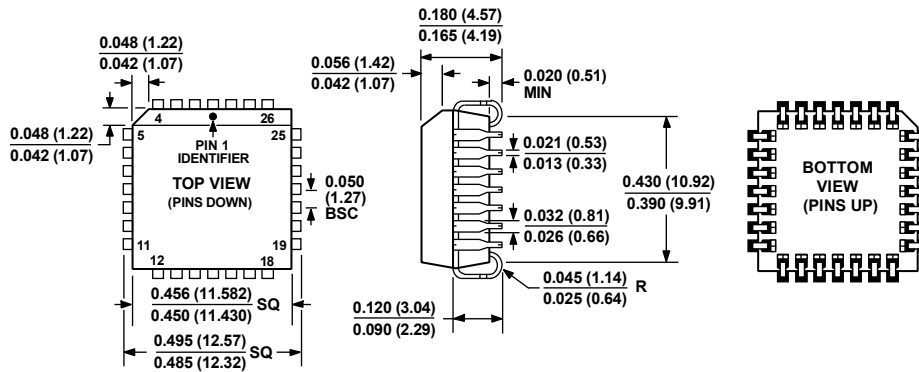 0.048 (1.22)
0.042 (1.07)
0.048 (1.22)
0.042 (1.07)
4
26
5
25
PIN 1
IDENTIFIER
TOP VIEW
(PINS DOWN)
0.050
(1.27)
BSC
11
19
12
18
0.456 (11.582)
0.450 (11.430)
SQ
0.495 (12.57)
0.485 (12.32)
SQ
0.180 (4.57)
0.165 (4.19)
0.056 (1.42)
0.042 (1.07)
0.020 (0.51)
MIN
0.021 (0.53)
0.013 (0.33)
0.032 (0.81)
0.026 (0.66)
0.430 (10.92)
0.390 (9.91)
0.045 (1.14)
0.025 (0.64)
R
0.120 (3.04)
0.090 (2.29)
BOTTOM
VIEW
(PINS UP)